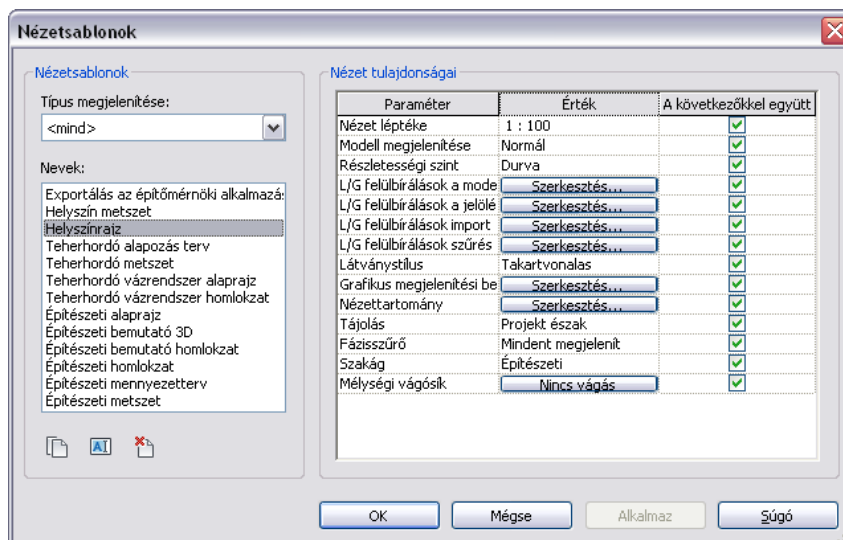 Nézetsablonok
Nézetsablonok
Típus megjelenítése:
<mind>
Nevek:
Exportálás az építőmérnöki alkalmazás
Helyszín metszet
Helyszínrajz
Teherhordó alapozás terv
Teherhordó metszet
Teherhordó vázrendszer alaprajz
Teherhordó vázrendszer homlokzat
Építészeti alaprajz
Építészeti bemutató 3D
Építészeti bemutató homlokzat
Építészeti homlokzat
Építészeti mennyezetterv
Építészeti metszet
Nézet tulajdonságai
Paraméter Érték A következőkkel együtt
Nézet léptéke 1 : 100
Modell megjelenítése Normál
Részletességi szint Durva
L/G felülbírálások a mode Szerkesztés...
L/G felülbírálások a jelölé Szerkesztés...
L/G felülbírálások import Szerkesztés...
L/G felülbírálások szűrés Szerkesztés...
Látványstílus Takartvonalas
Grafikus megjelenítési be Szerkesztés...
Nézettartomány Szerkesztés...
Tájolás Projekt észak
Fázisszűrő Mindent megjelenít
Szakág Építészeti
Mélységi vágósík Nincs vágás
OK Mégse Alkalmaz Súgó